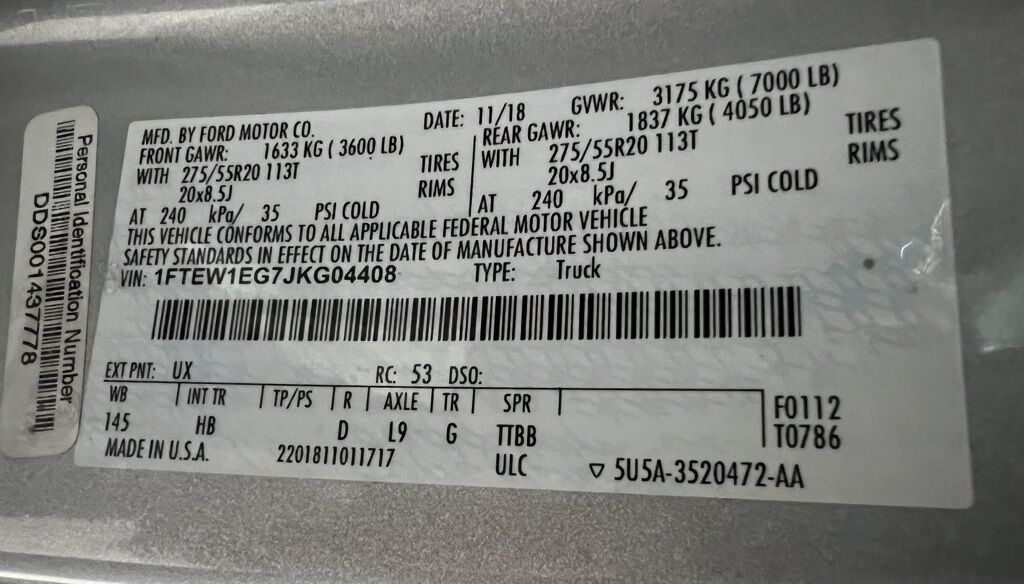 Personal Identification Number
DDS001437778
MFD. BY FORD MOTOR CO.
DATE: 11/18
GVWR: 3175 KG ( 7000 LB)
FRONT GAWR: 1633 KG ( 3600 LB)
WITH 275/55R20 113T TIRES
20x8.5J RIMS
AT 240 kPa/ 35 PSI COLD
REAR GAWR: 1837 KG ( 4050 LB)
WITH 275/55R20 113T TIRES
20x8.5J RIMS
AT 240 kPa/ 35 PSI COLD
THIS VEHICLE CONFORMS TO ALL APPLICABLE FEDERAL MOTOR VEHICLE
SAFETY STANDARDS IN EFFECT ON THE DATE OF MANUFACTURE SHOWN ABOVE.
VIN: 1FTEW1EG7JKG04408 TYPE: Truck
EXT PNT: UX RC: 53 DSO:
WB INT TR TP/PS R AXLE TR SPR
145 HB D L9 G TTBB
F0112
T0786
MADE IN U.S.A. 2201811011717 ULC ▽ 5U5A-3520472-AA